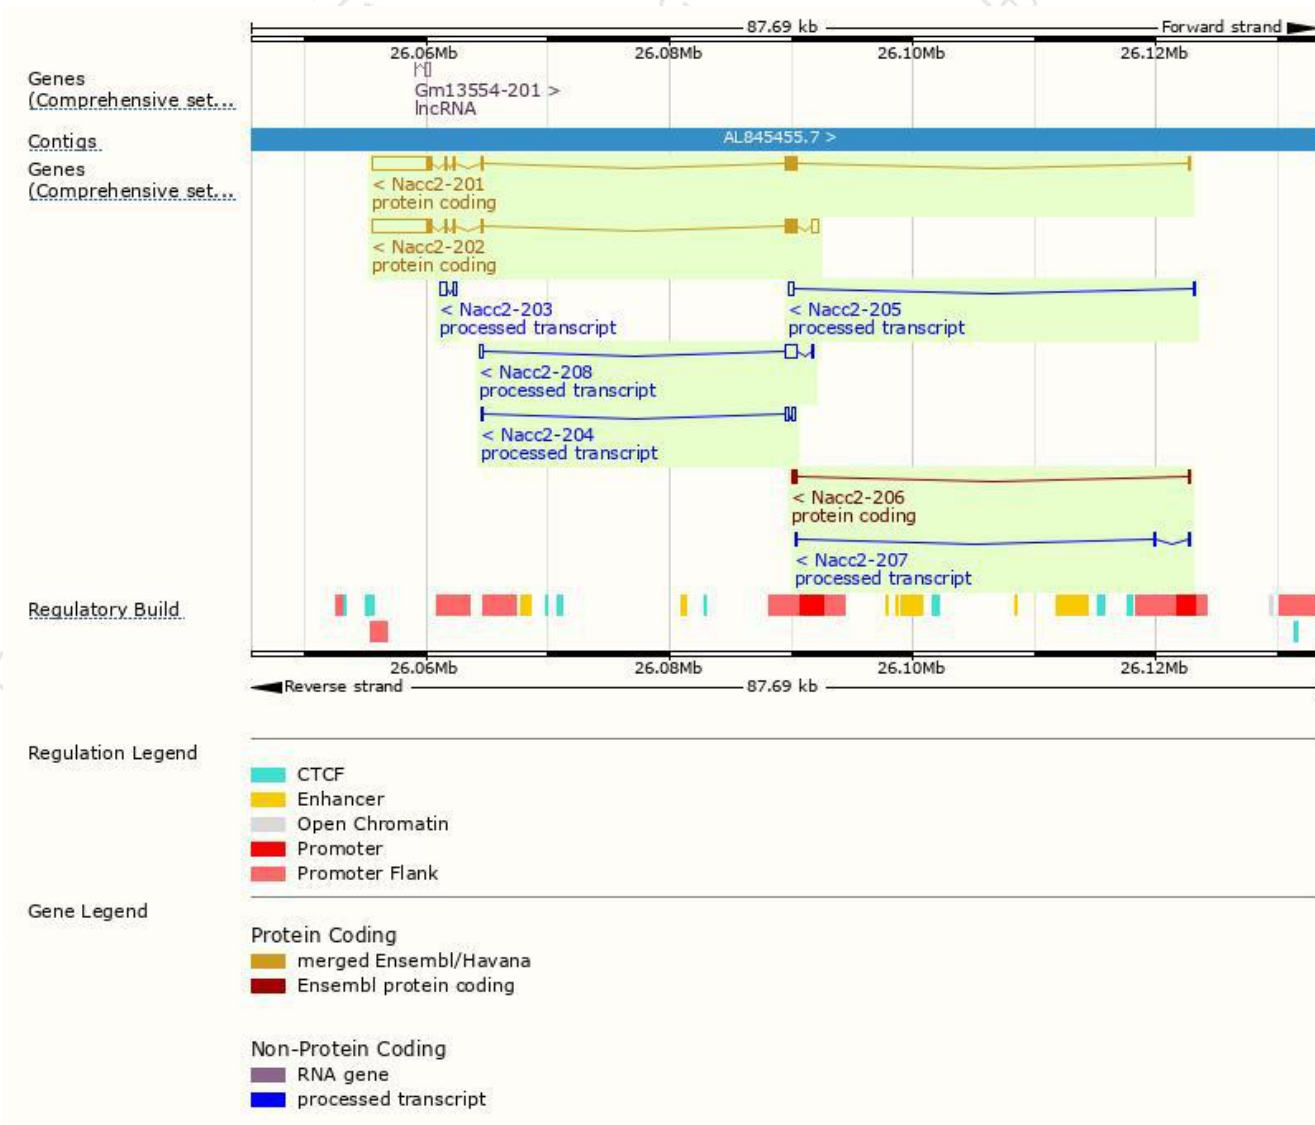 87.69 kb Forward strand
26.06Mb 26.08Mb 26.10Mb 26.12Mb
Genes
(Comprehensive set...
Gm13554-201 >
lncRNA
Contigs
AL845455.7 >
Genes
(Comprehensive set...
< Nacc2-201
protein coding
< Nacc2-202
protein coding
< Nacc2-203 < Nacc2-205
processed transcript processed transcript
< Nacc2-208
processed transcript
< Nacc2-204
processed transcript
< Nacc2-206
protein coding
< Nacc2-207
processed transcript
Regulatory Build
26.06Mb 26.08Mb 26.10Mb 26.12Mb
Reverse strand 87.69 kb
Regulation Legend
CTCF
Enhancer
Open Chromatin
Promoter
Promoter Flank
Gene Legend
Protein Coding
merged Ensembl/Havana
Ensembl protein coding
Non-Protein Coding
RNA gene
processed transcript